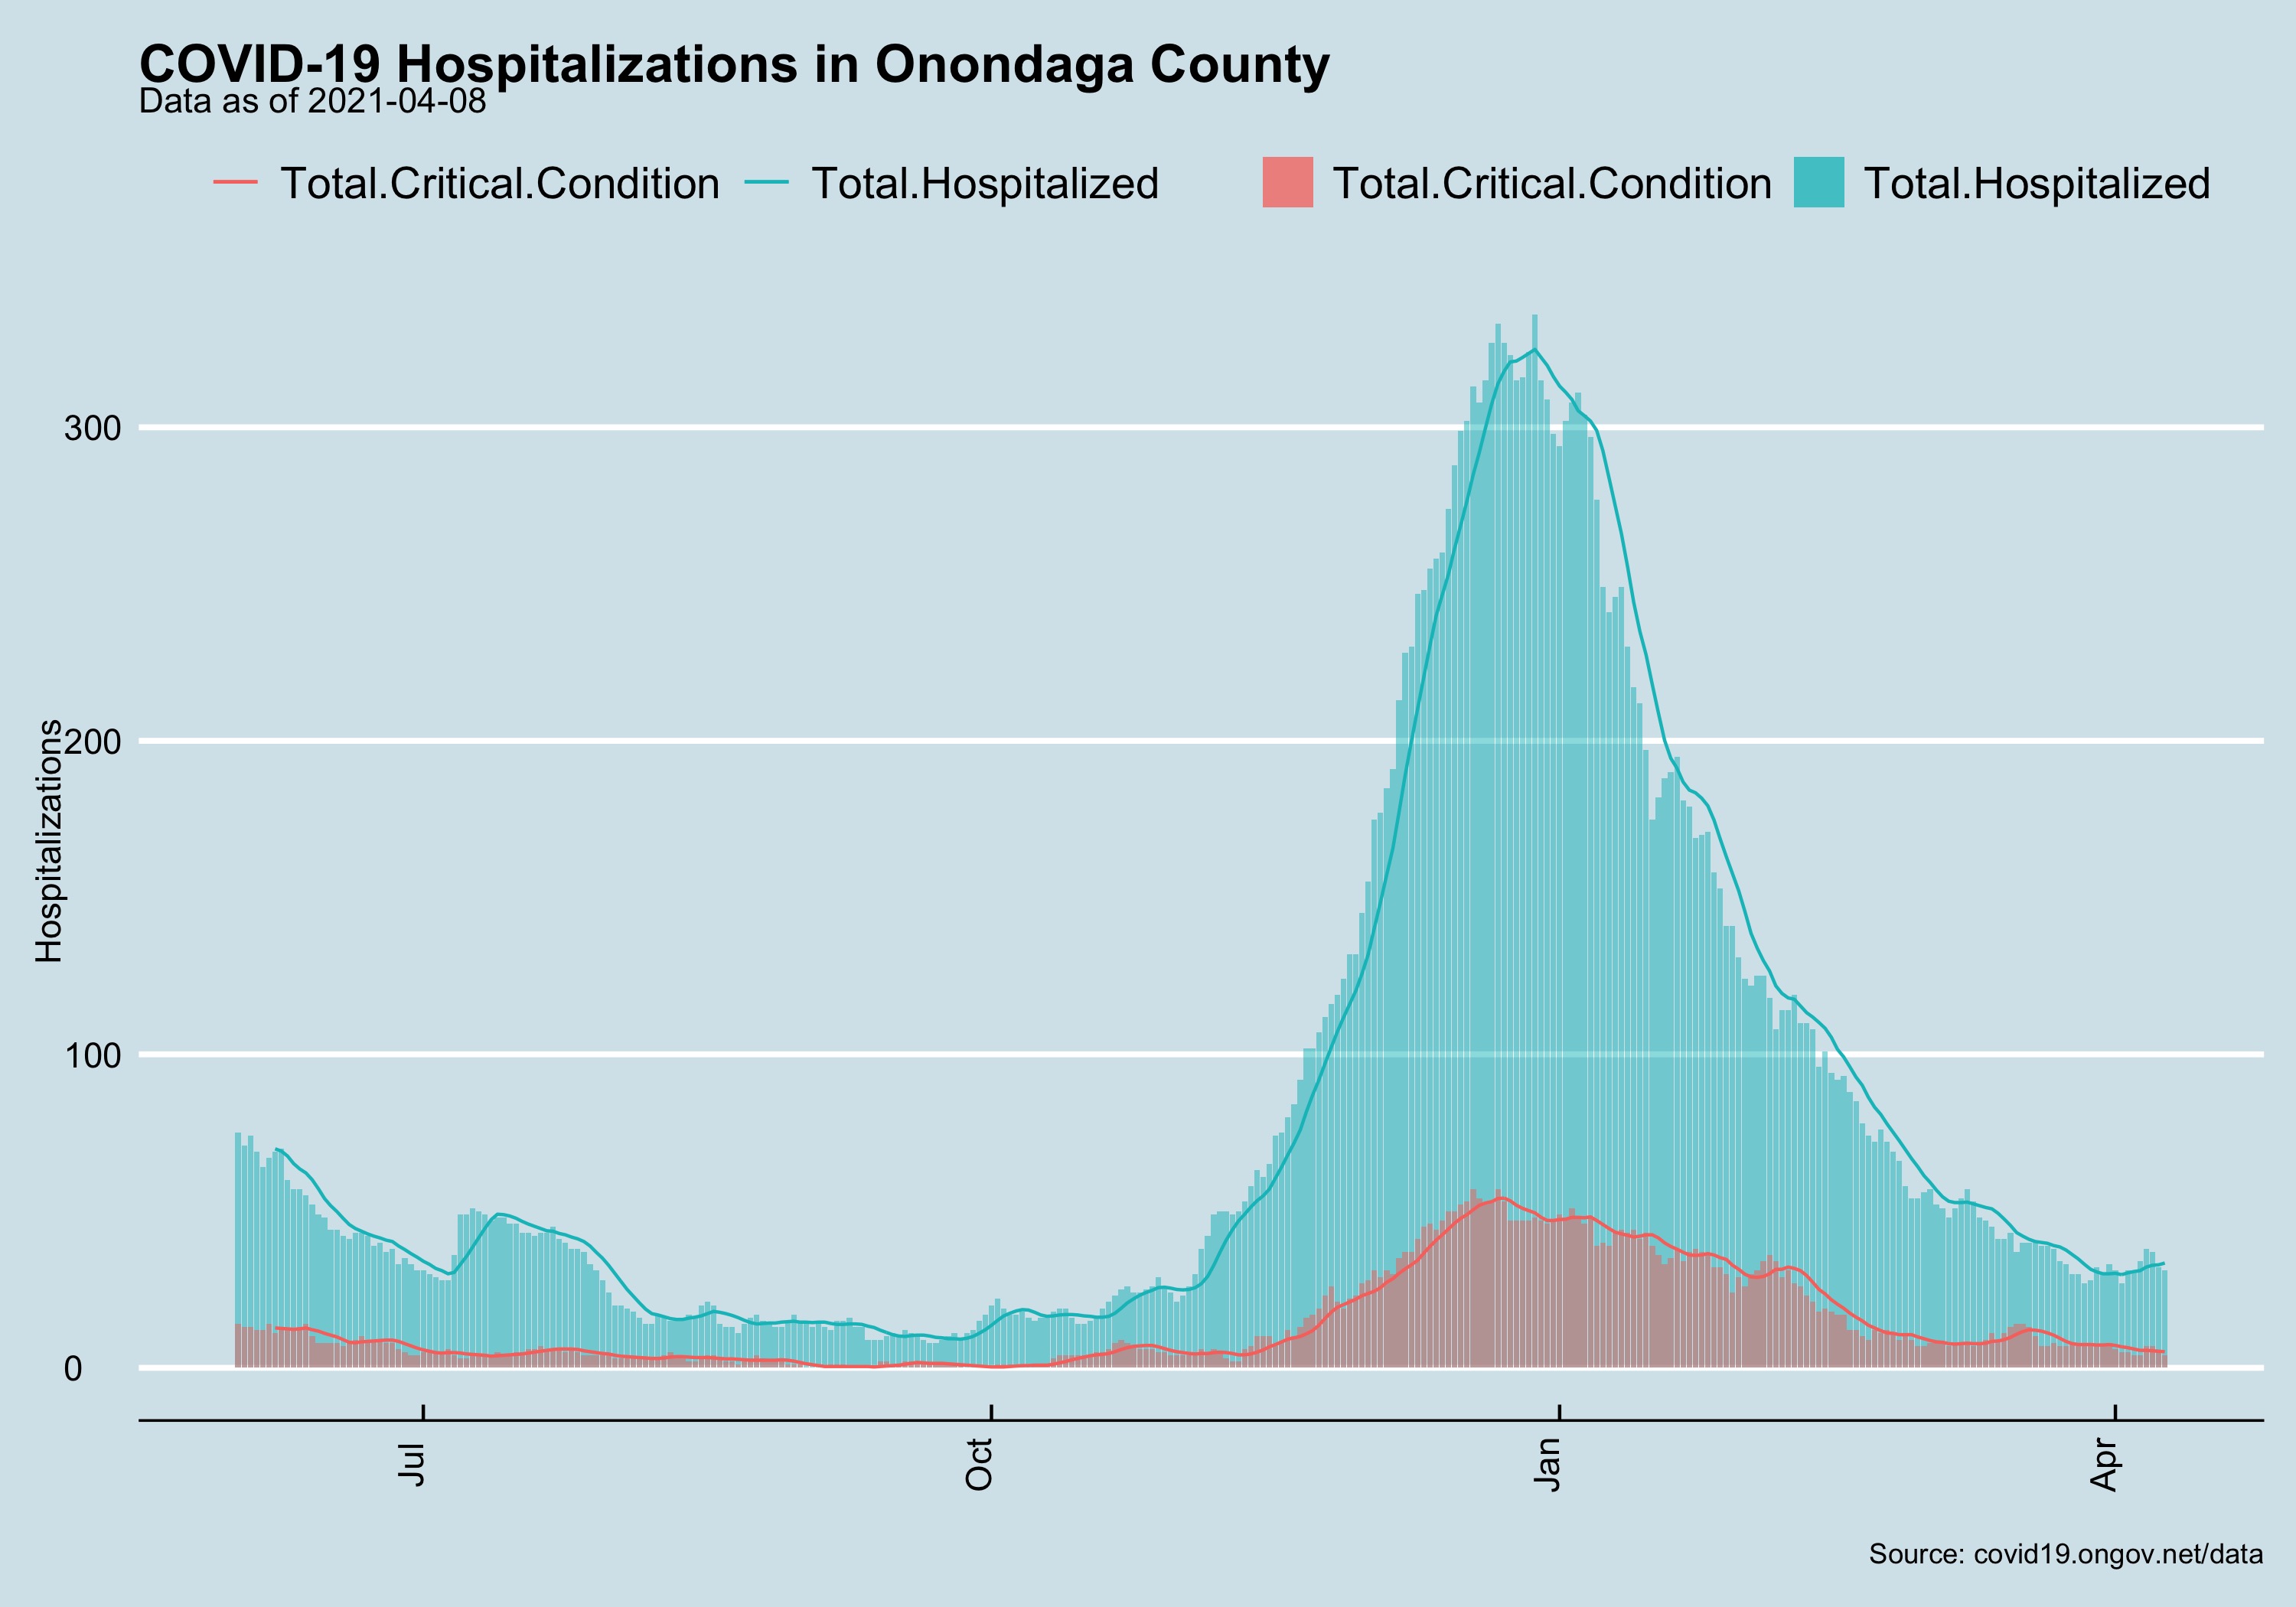 COVID-19 Hospitalizations in Onondaga County
Data as of 2021-04-08
Total.Critical.Condition Total.Hospitalized Total.Critical.Condition Total.Hospitalized
Hospitalizations
300
200
100
0
Jul Oct Jan Apr
Source: covid19.ongov.net/data